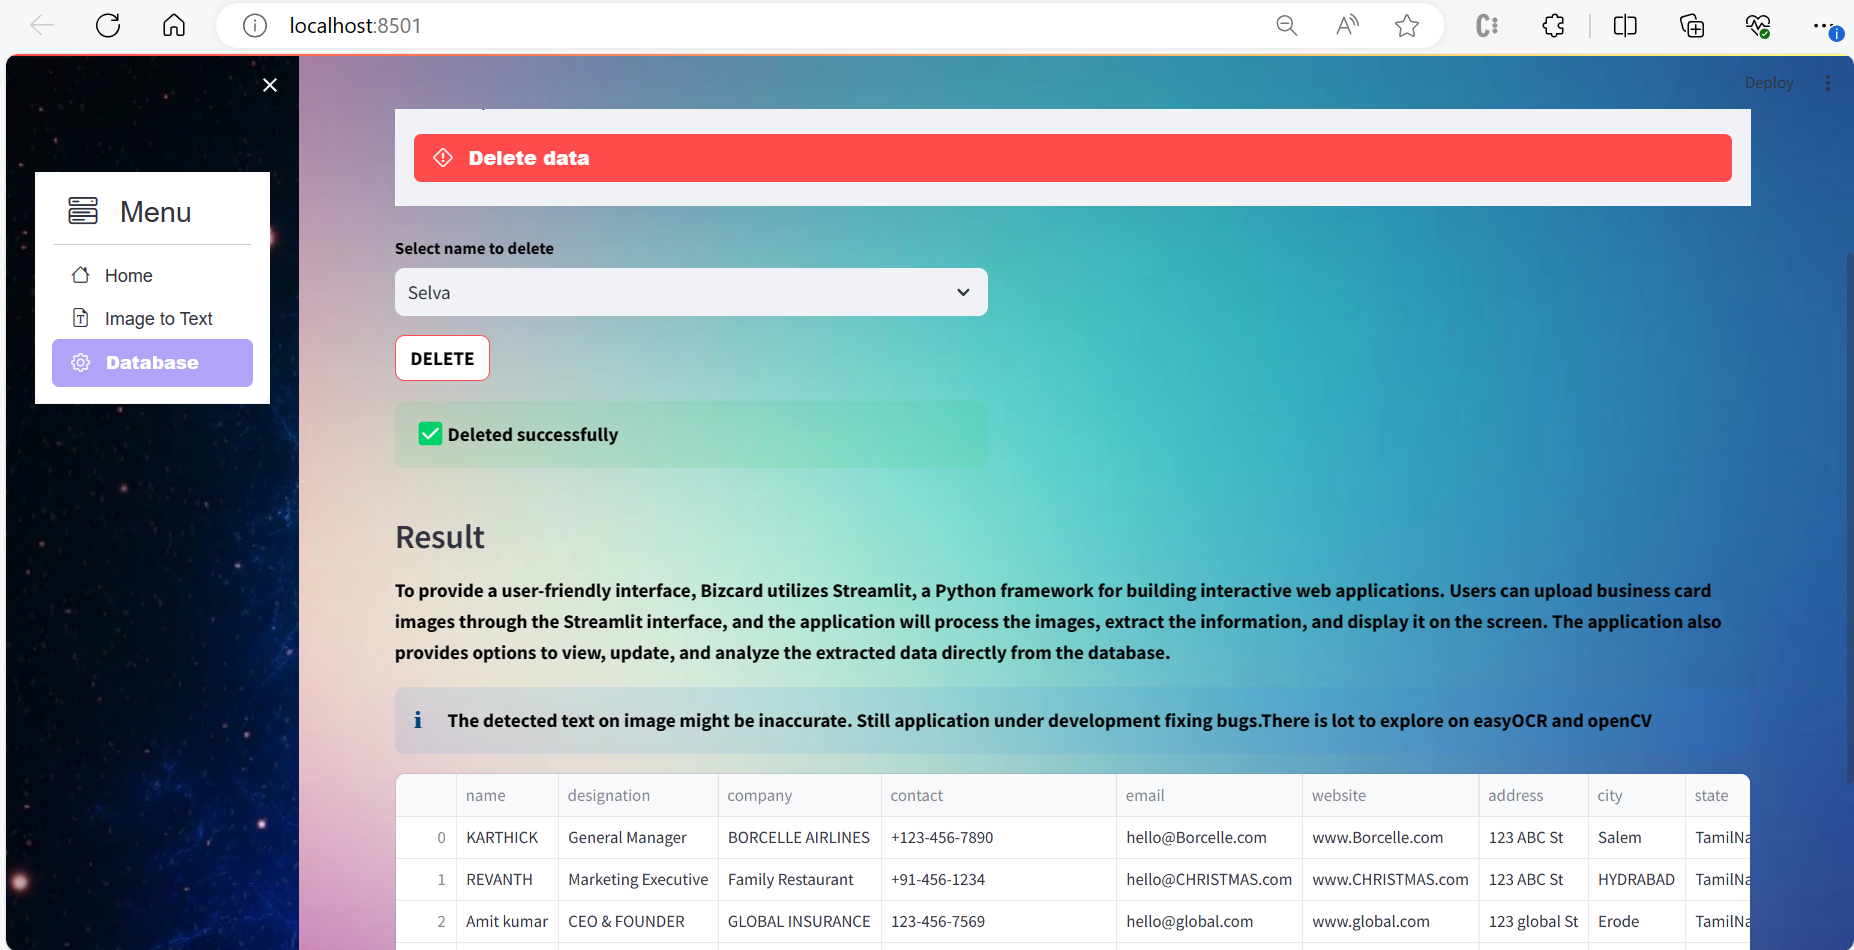 localhost:8501
Deploy
Menu
Home
Image to Text
Database
Delete data
Select name to delete
Selva
DELETE
Deleted successfully
Result
To provide a user-friendly interface, Bizcard utilizes Streamlit, a Python framework for building interactive web applications. Users can upload business card
images through the Streamlit interface, and the application will process the images, extract the information, and display it on the screen. The application also
provides options to view, update, and analyze the extracted data directly from the database.
The detected text on image might be inaccurate. Still application under development fixing bugs.There is lot to explore on easyOCR and openCV
name designation company contact email website address city state
0 KARTHICK General Manager BORCELLE AIRLINES +123-456-7890 hello@Borcelle.com www.Borcelle.com 123 ABC St Salem TamilNa
1 REVANTH Marketing Executive Family Restaurant +91-456-1234 hello@CHRISTMAS.com www.CHRISTMAS.com 123 ABC St HYDRABAD TamilNa
2 Amit kumar CEO & FOUNDER GLOBAL INSURANCE 123-456-7569 hello@global.com www.global.com 123 global St Erode TamilNa